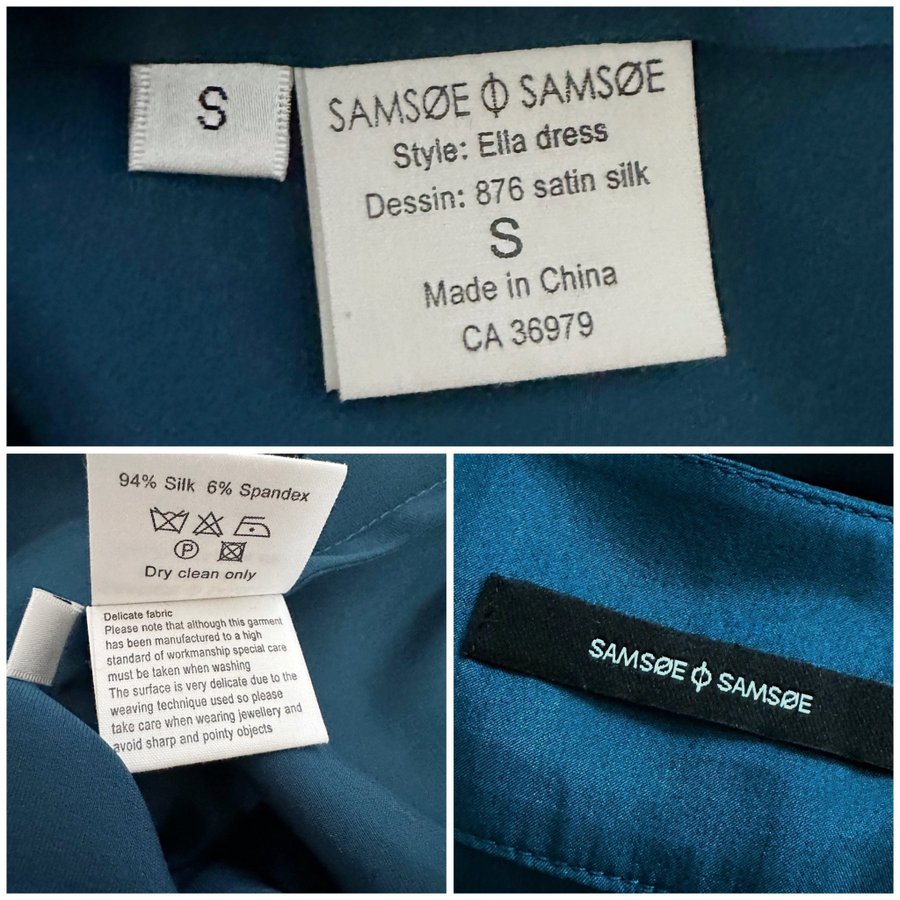 S
SAMSØE ⏀ SAMSØE
Style: Ella dress
Dessin: 876 satin silk
S
Made in China
CA 36979
94% Silk 6% Spandex
P
Dry clean only
Delicate fabric
Please note that although this garment
has been manufactured to a high
standard of workmanship special care
must be taken when washing
The surface is very delicate due to the
weaving technique used so please
take care when wearing jewellery and
avoid sharp and pointy objects
SAMSØE ⏀ SAMSØE